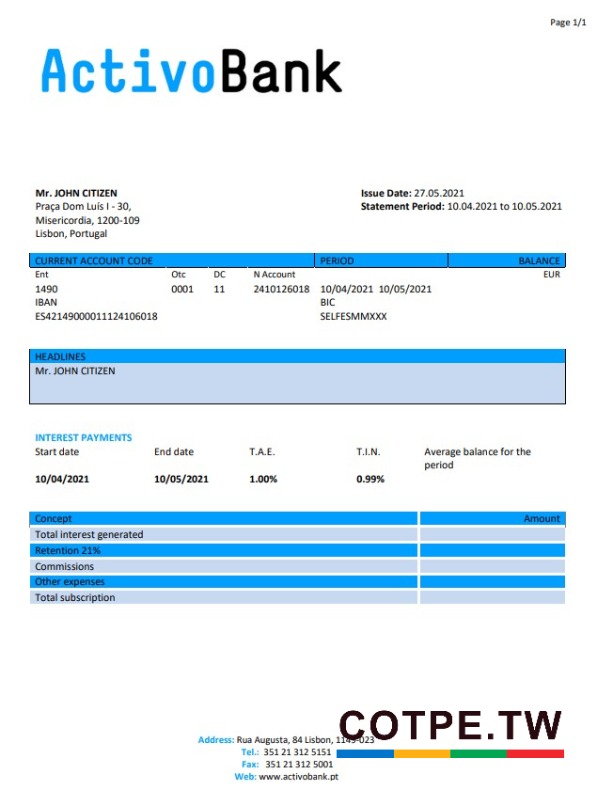 Page 1/1
ActivoBank
Mr. JOHN CITIZEN
Issue Date: 27.05.2021
Praça Dom Luís I - 30,
Statement Period: 10.04.2021 to 10.05.2021
Misericordia, 1200-109
Lisbon, Portugal
CURRENT ACCOUNT CODE PERIOD BALANCE
Ent Otc DC N Account EUR
1490 0001 11 2410126018 10/04/2021 10/05/2021
IBAN BIC
ES42149000011124106018 SELFESMMXXX
HEADLINES
Mr. JOHN CITIZEN
INTEREST PAYMENTS
Start date End date T.A.E. T.I.N. Average balance for the
period
10/04/2021 10/05/2021 1.00% 0.99%
Concept Amount
Total interest generated
Retention 21%
Commissions
Other expenses
Total subscription
COTPE.TW
Address: Rua Augusta, 84 Lisbon, 1149-023
Tel.: 351 21 312 5151
Fax: 351 21 312 5001
Web: www.activobank.pt